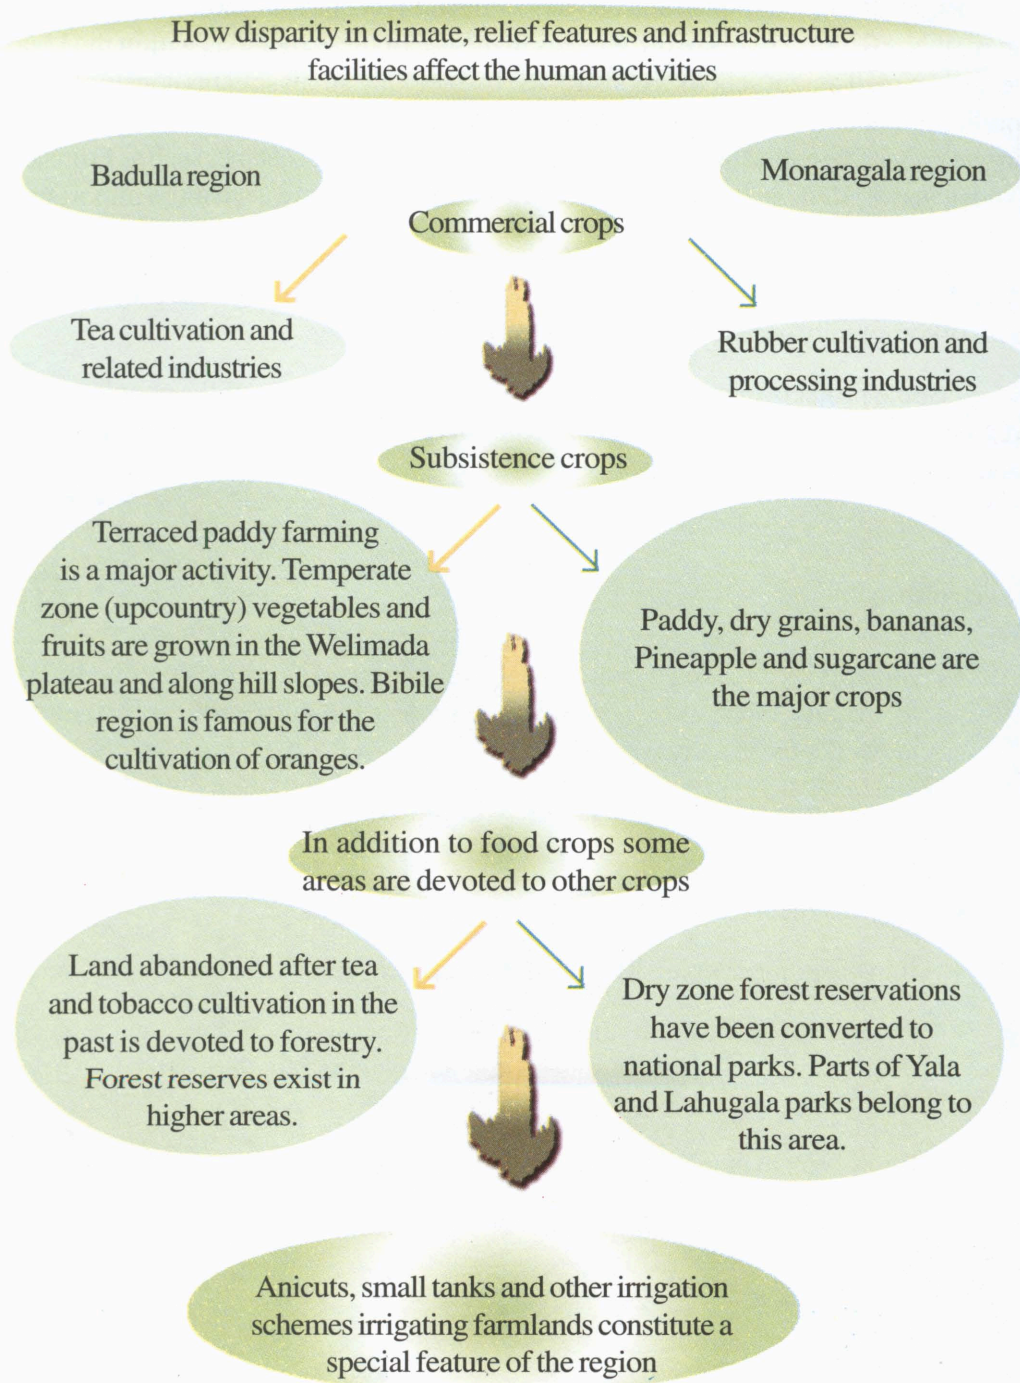 How disparity in climate, relief features and infrastructure
facilities affect the human activities
Badulla region
Monaragala region
Commercial crops
Tea cultivation and
related industries
Rubber cultivation and
processing industries
Subsistence crops
Terraced paddy farming
is a major activity. Temperate
zone (upcountry) vegetables and
fruits are grown in the Welimada
plateau and along hill slopes. Bibile
region is famous for the
cultivation of oranges.
Paddy, dry grains, bananas,
Pineapple and sugarcane are
the major crops
In addition to food crops some
areas are devoted to other crops
Land abandoned after tea
and tobacco cultivation in the
past is devoted to forestry.
Forest reserves exist in
higher areas.
Dry zone forest reservations
have been converted to
national parks. Parts of Yala
and Lahugala parks belong to
this area.
Anicuts, small tanks and other irrigation
schemes irrigating farmlands constitute a
special feature of the region